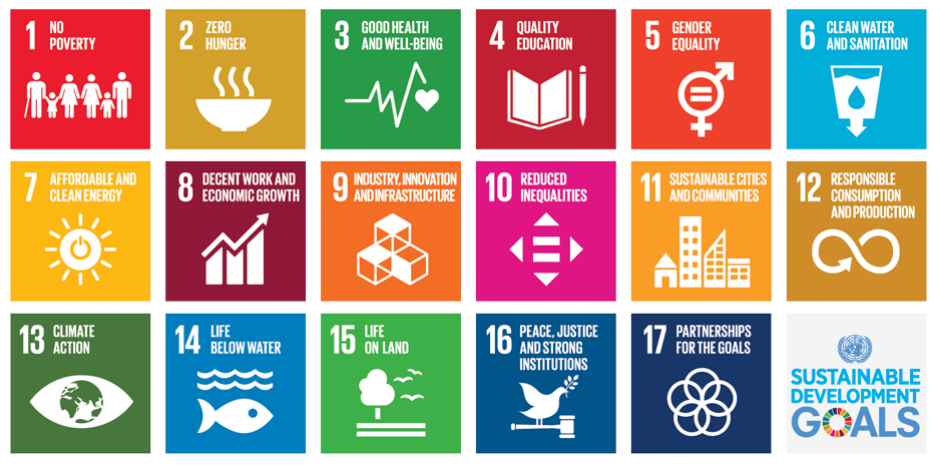 1 NO
POVERTY
2 ZERO
HUNGER
3 GOOD HEALTH
AND WELL-BEING
4 QUALITY
EDUCATION
5 GENDER
EQUALITY
6 CLEAN WATER
AND SANITATION
7 AFFORDABLE AND
CLEAN ENERGY
8 DECENT WORK AND
ECONOMIC GROWTH
9 INDUSTRY, INNOVATION
AND INFRASTRUCTURE
10 REDUCED
INEQUALITIES
11 SUSTAINABLE CITIES
AND COMMUNITIES
12 RESPONSIBLE
CONSUMPTION
AND PRODUCTION
13 CLIMATE
ACTION
14 LIFE
BELOW WATER
15 LIFE
ON LAND
16 PEACE, JUSTICE
AND STRONG
INSTITUTIONS
17 PARTNERSHIPS
FOR THE GOALS
SUSTAINABLE
DEVELOPMENT
GOALS